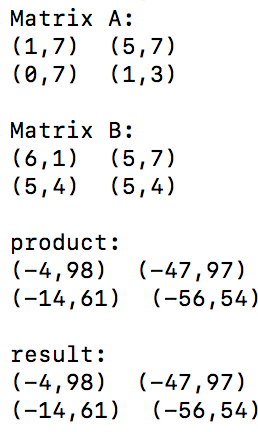 Matrix A:
(1,7)  (5,7)
(0,7)  (1,3)
Matrix B:
(6,1)  (5,7)
(5,4)  (5,4)
product:
(-4,98)  (-47,97)
(-14,61)  (-56,54)
result:
(-4,98)  (-47,97)
(-14,61)  (-56,54)